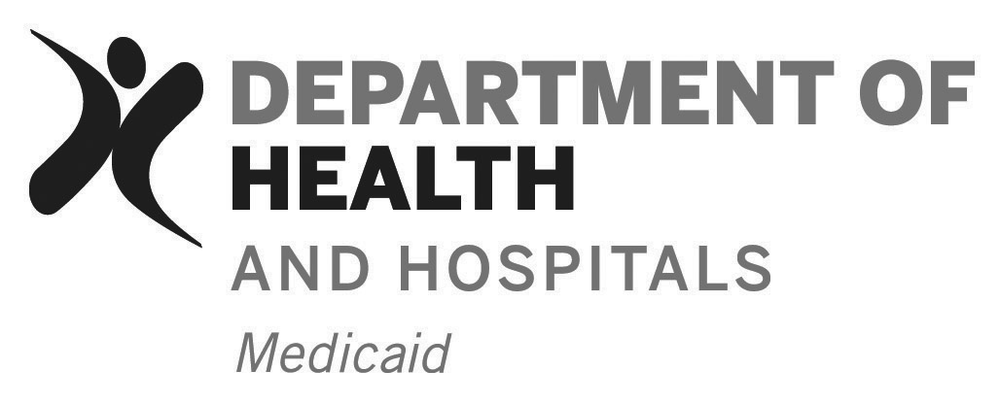 DEPARTMENT OF
HEALTH
AND HOSPITALS
Medicaid